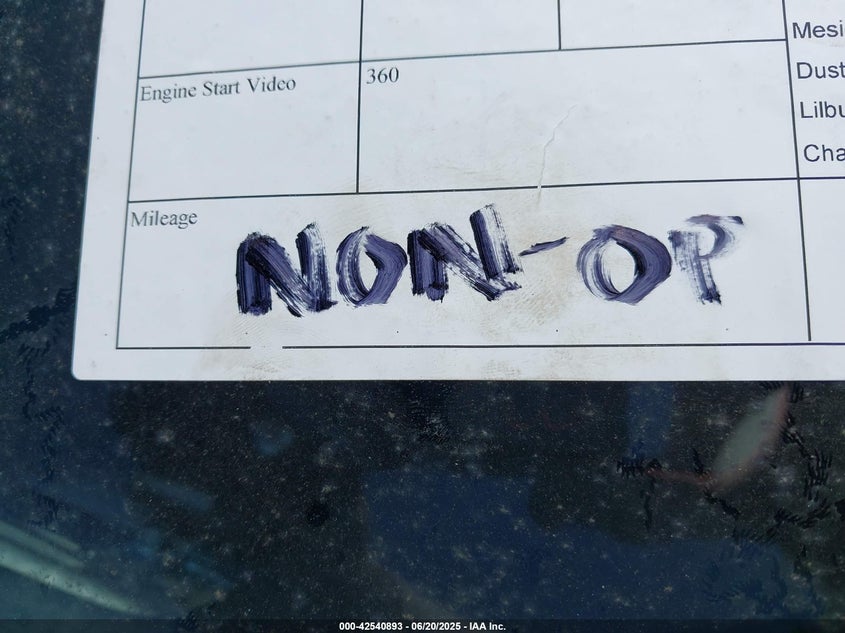 Mesi
360
Dust
Engine Start Video
Lilbu
Cha
Mileage
NON-OP
000-42540893 - 06/20/2025 - IAA Inc.